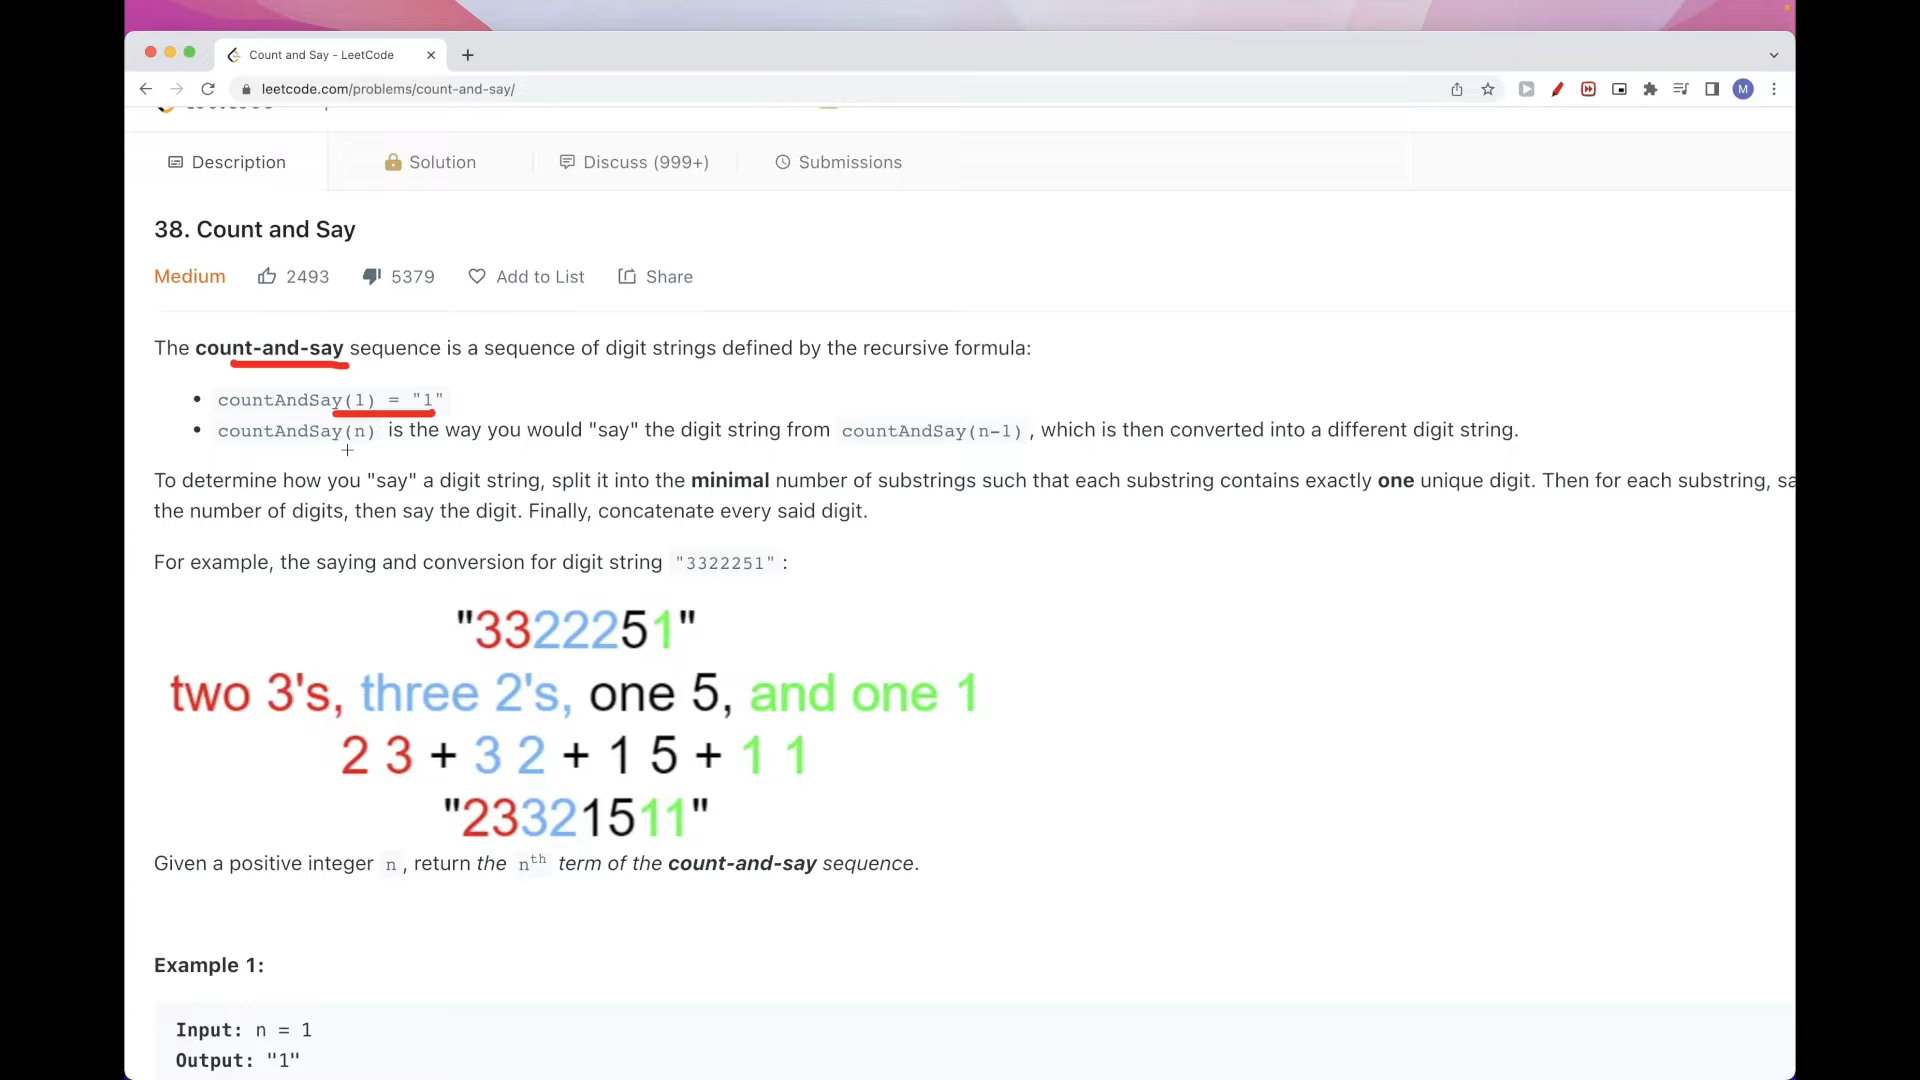 Count and Say - LeetCode
leetcode.com/problems/count-and-say/
M
Description
Solution
Discuss (999+)
Submissions
38. Count and Say
Medium
2493
5379
Add to List
Share
The count-and-say sequence is a sequence of digit strings defined by the recursive formula:
• countAndSay(1) = "1"
• countAndSay(n) is the way you would "say" the digit string from countAndSay(n-1), which is then converted into a different digit string.
To determine how you "say" a digit string, split it into the minimal number of substrings such that each substring contains exactly one unique digit. Then for each substring, sa
the number of digits, then say the digit. Finally, concatenate every said digit.
For example, the saying and conversion for digit string "3322251":
"3322251"
two 3's, three 2's, one 5, and one 1
2 3 + 3 2 + 1 5 + 1 1
"23321511"
Given a positive integer n, return the nth term of the count-and-say sequence.
Example 1:
Input: n = 1
Output: "1"